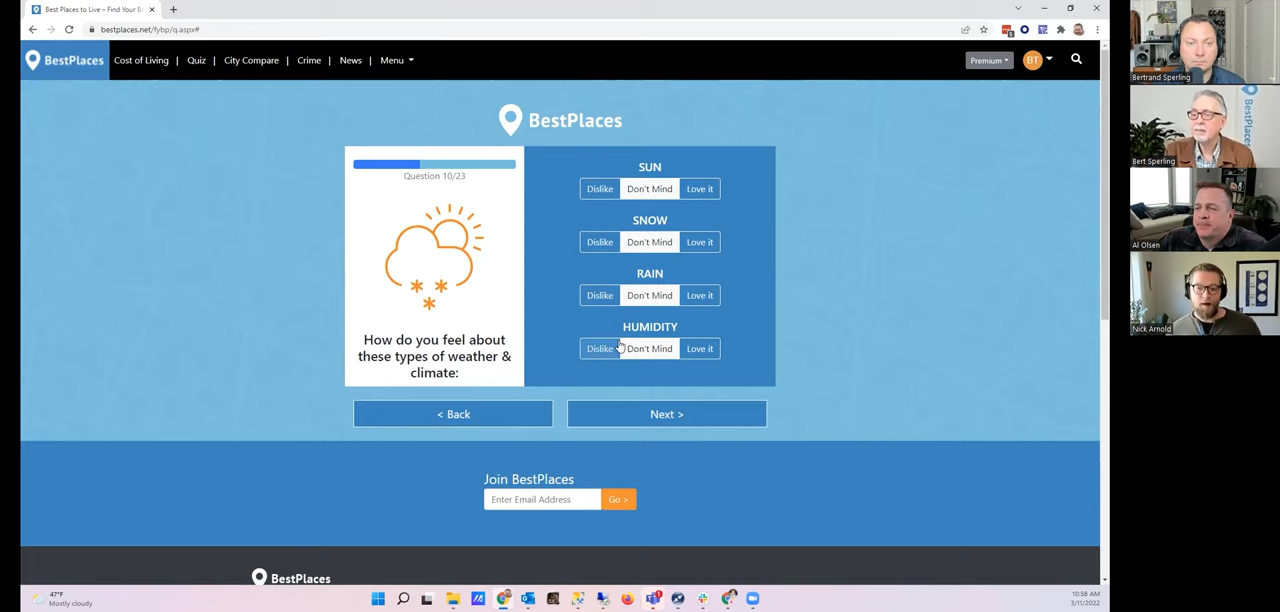 Best Places to Live – Find Your B
bestplaces.net/fybp/q.aspx#
BestPlaces
Cost of Living | Quiz | City Compare | Crime | News | Menu
Premium
BT
BestPlaces
Question 10/23
How do you feel about
these types of weather &
climate:
SUN
Dislike Don't Mind Love it
SNOW
Dislike Don't Mind Love it
RAIN
Dislike Don't Mind Love it
HUMIDITY
Dislike Don't Mind Love it
< Back
Next >
Join BestPlaces
Enter Email Address
Go >
BestPlaces
47°F
Mostly cloudy
10:58 AM
3/11/2022
Bertrand Sperling
Bert Sperling
BestPlaces
Al Olsen
Nick Arnold